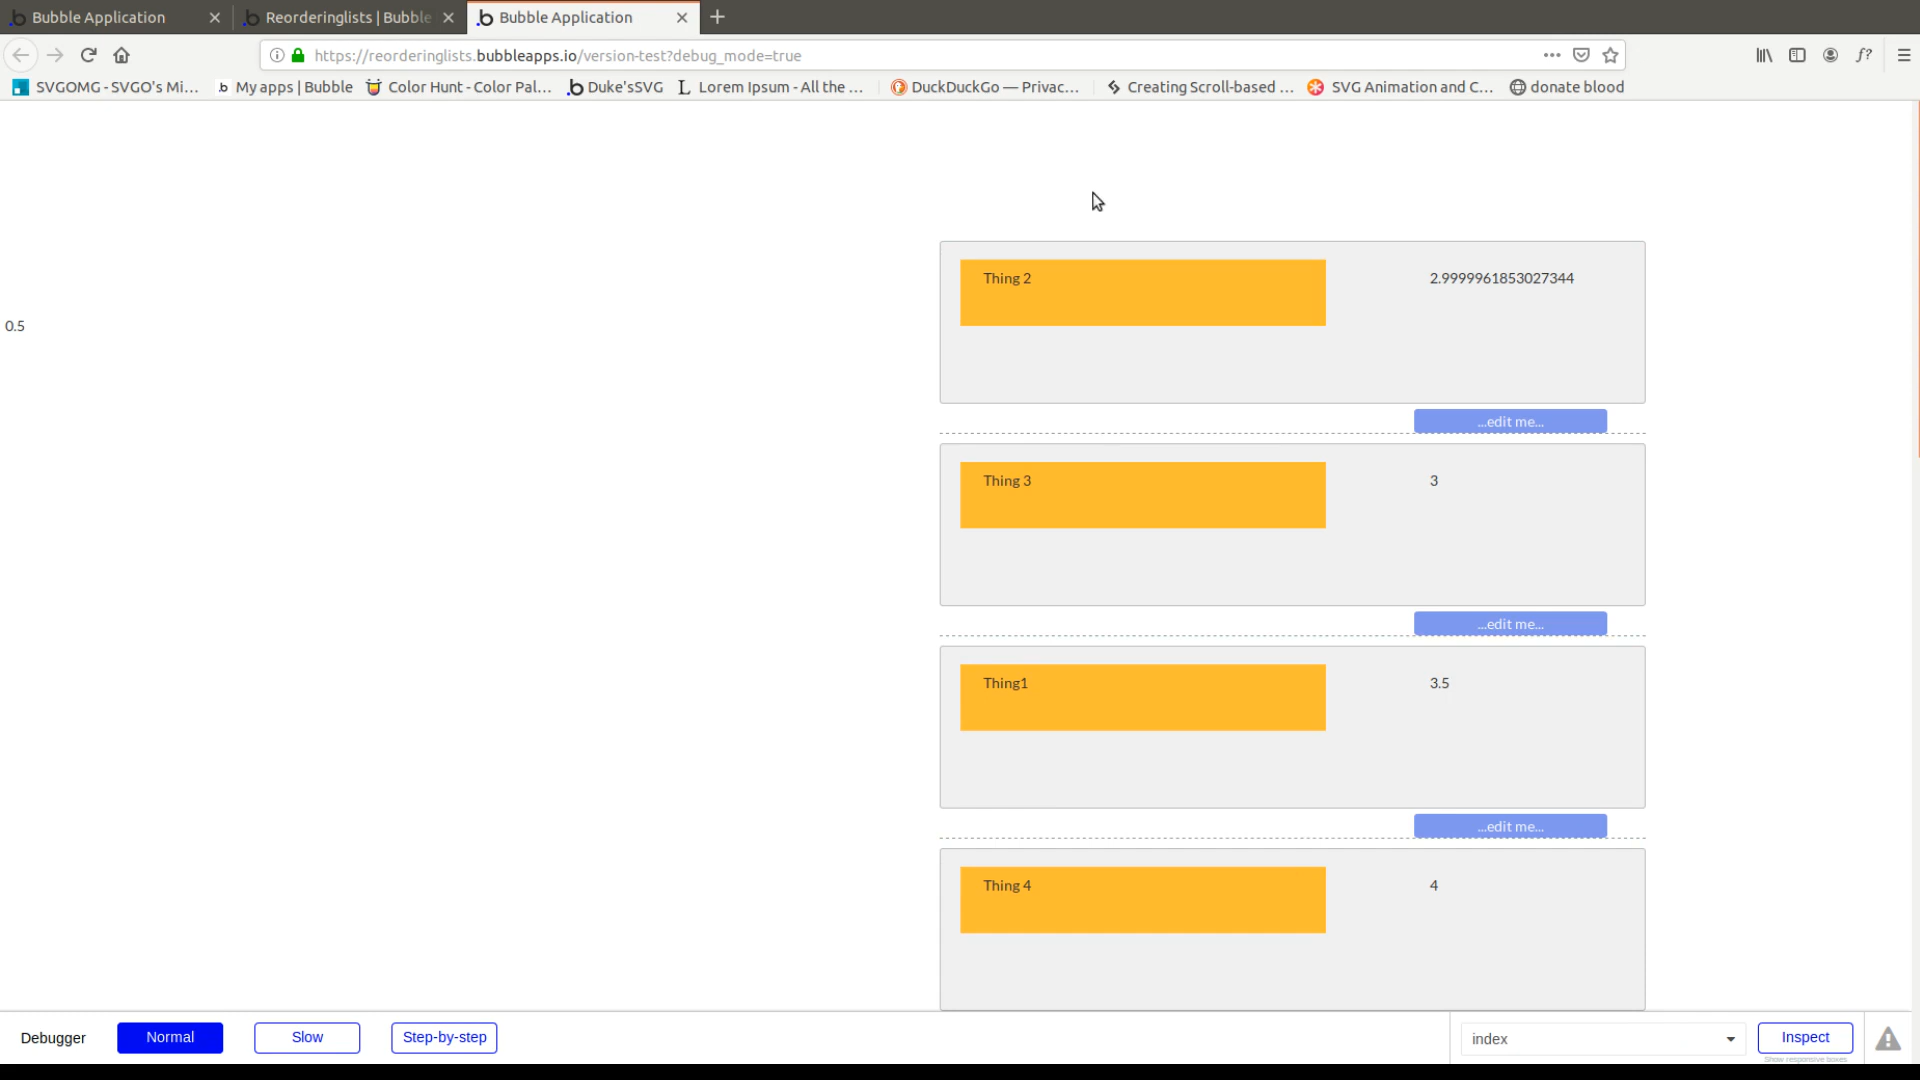 Bubble Application
Reorderinglists | Bubble
Bubble Application
https://reorderinglists.bubbleapps.io/version-test?debug_mode=true
SVGOMG - SVGO's Mi...
My apps | Bubble
Color Hunt - Color Pal...
Duke'sSVG
Lorem Ipsum - All the ...
DuckDuckGo — Privac...
Creating Scroll-based ...
SVG Animation and C...
donate blood
Thing 2
2.9999961853027344
0.5
...edit me...
Thing 3
3
...edit me...
Thing1
3.5
...edit me...
Thing 4
4
Debugger
Normal
Slow
Step-by-step
index
Inspect
Show responsive boxes